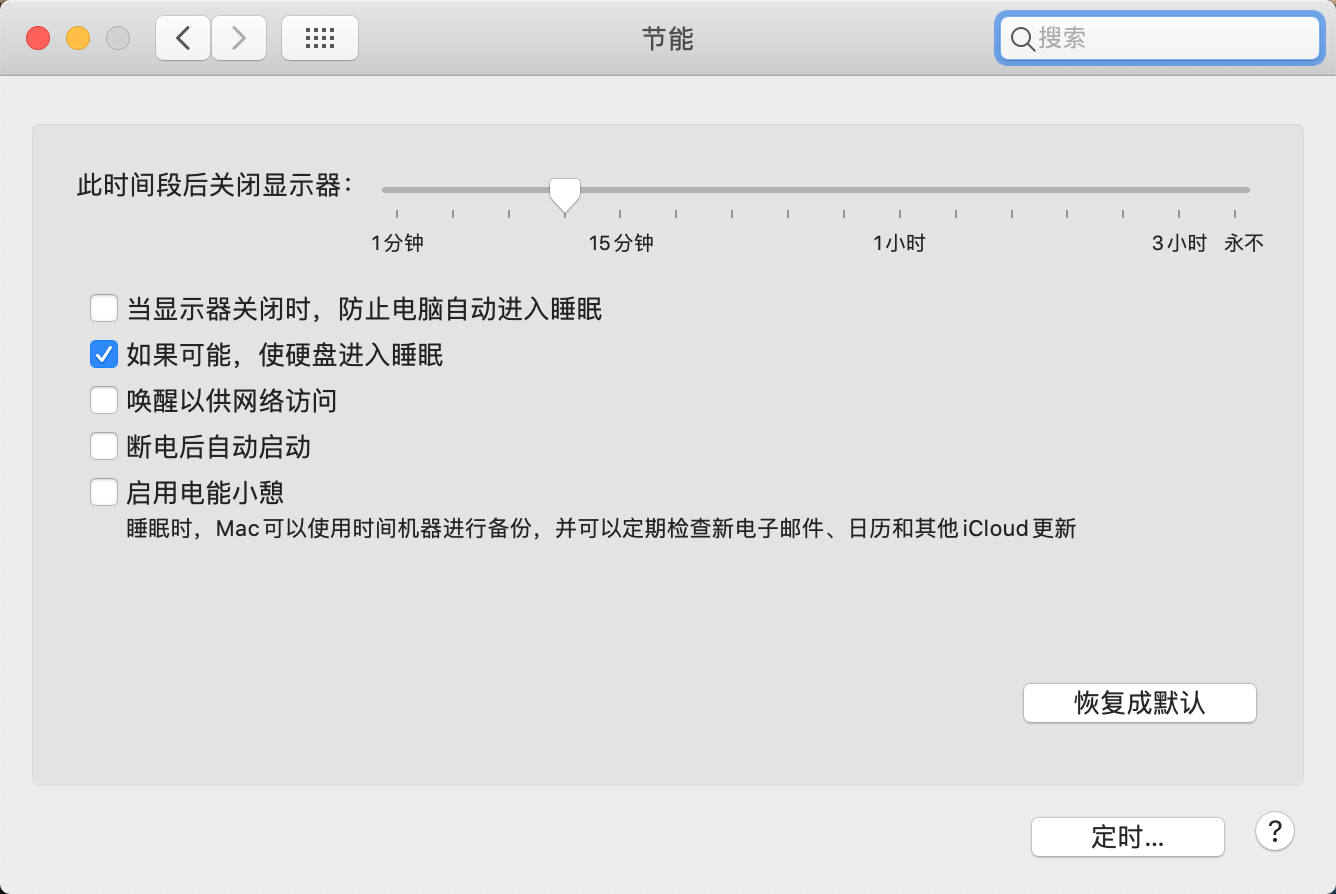 节能
搜索
此时间段后关闭显示器：
1分钟 15分钟 1小时 3小时 永不
当显示器关闭时，防止电脑自动进入睡眠
如果可能，使硬盘进入睡眠
唤醒以供网络访问
断电后自动启动
启用电能小憩
睡眠时，Mac可以使用时间机器进行备份，并可以定期检查新电子邮件、日历和其他iCloud更新
恢复成默认
定时...
?